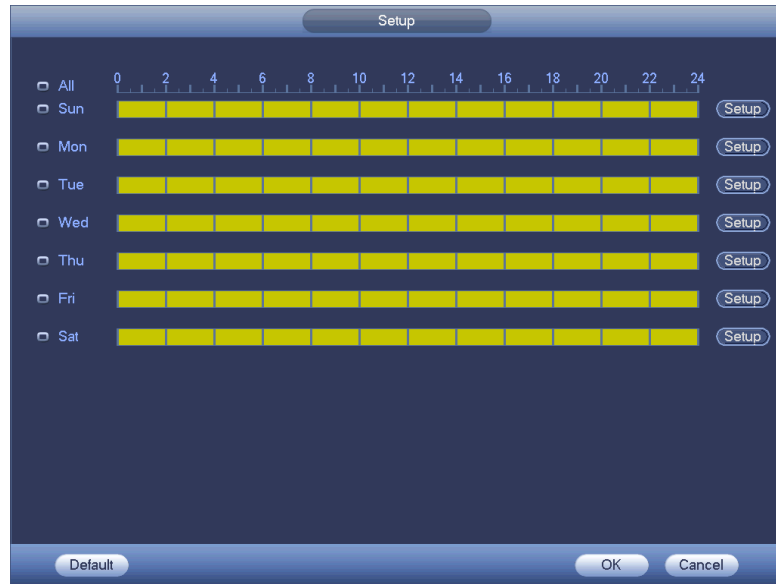 Setup
All 0 2 4 6 8 10 12 14 16 18 20 22 24
Sun Setup
Mon Setup
Tue Setup
Wed Setup
Thu Setup
Fri Setup
Sat Setup
Default OK Cancel